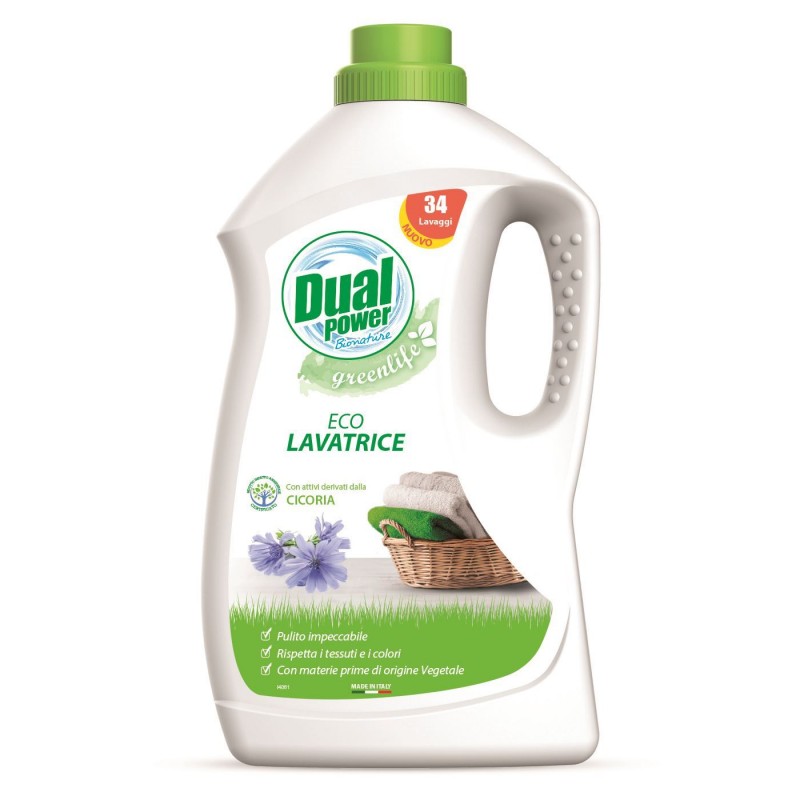 34
Lavaggi
NUOVO
Dual
Power
Bionature
greenlife
ECO
LAVATRICE
Con attivi derivati dalla
CICORIA
Pulito impeccabile
Rispetta i tessuti e i colori
Con materie prime di origine Vegetale
MADE IN ITALY